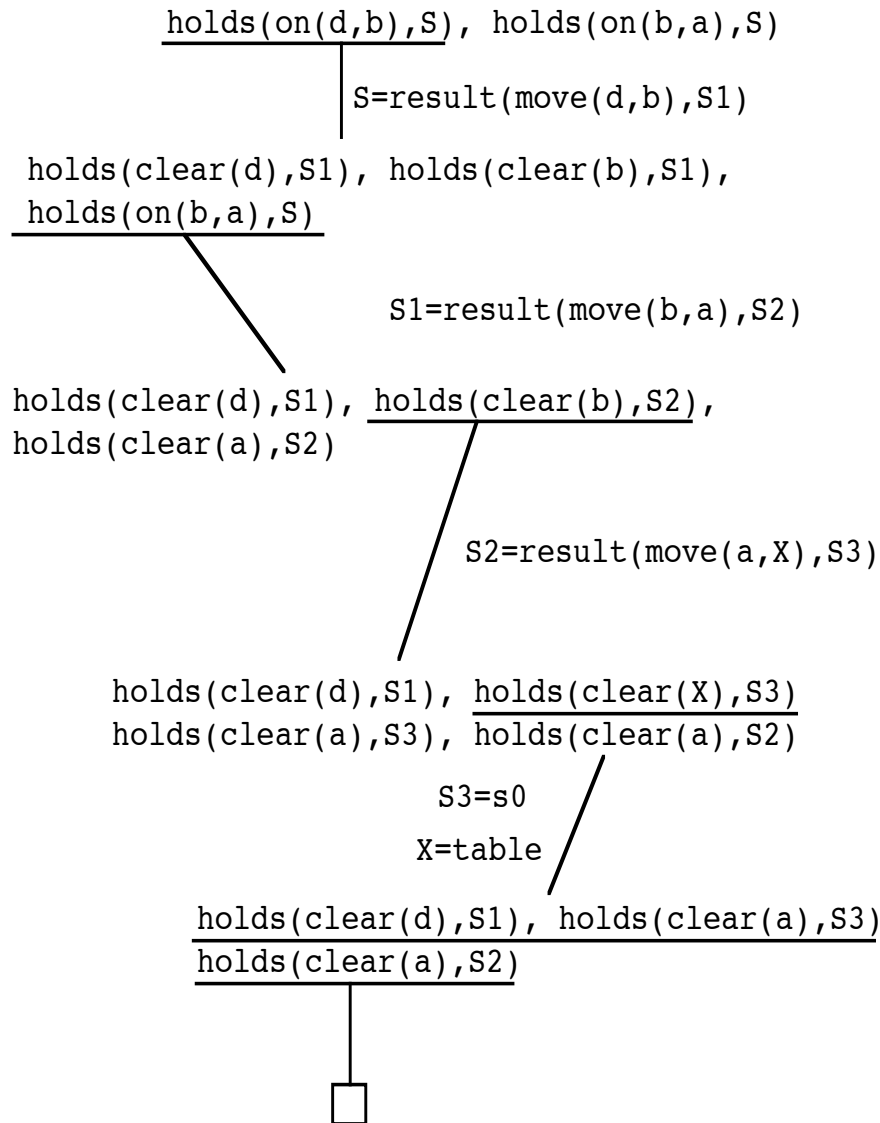 holds(on(d,b),S), holds(on(b,a),S)
S=result(move(d,b),S1)
holds(clear(d),S1), holds(clear(b),S1),
holds(on(b,a),S)
S1=result(move(b,a),S2)
holds(clear(d),S1), holds(clear(b),S2),
holds(clear(a),S2)
S2=result(move(a,X),S3)
holds(clear(d),S1), holds(clear(X),S3)
holds(clear(a),S3), holds(clear(a),S2)
S3=s0
X=table
holds(clear(d),S1), holds(clear(a),S3)
holds(clear(a),S2)